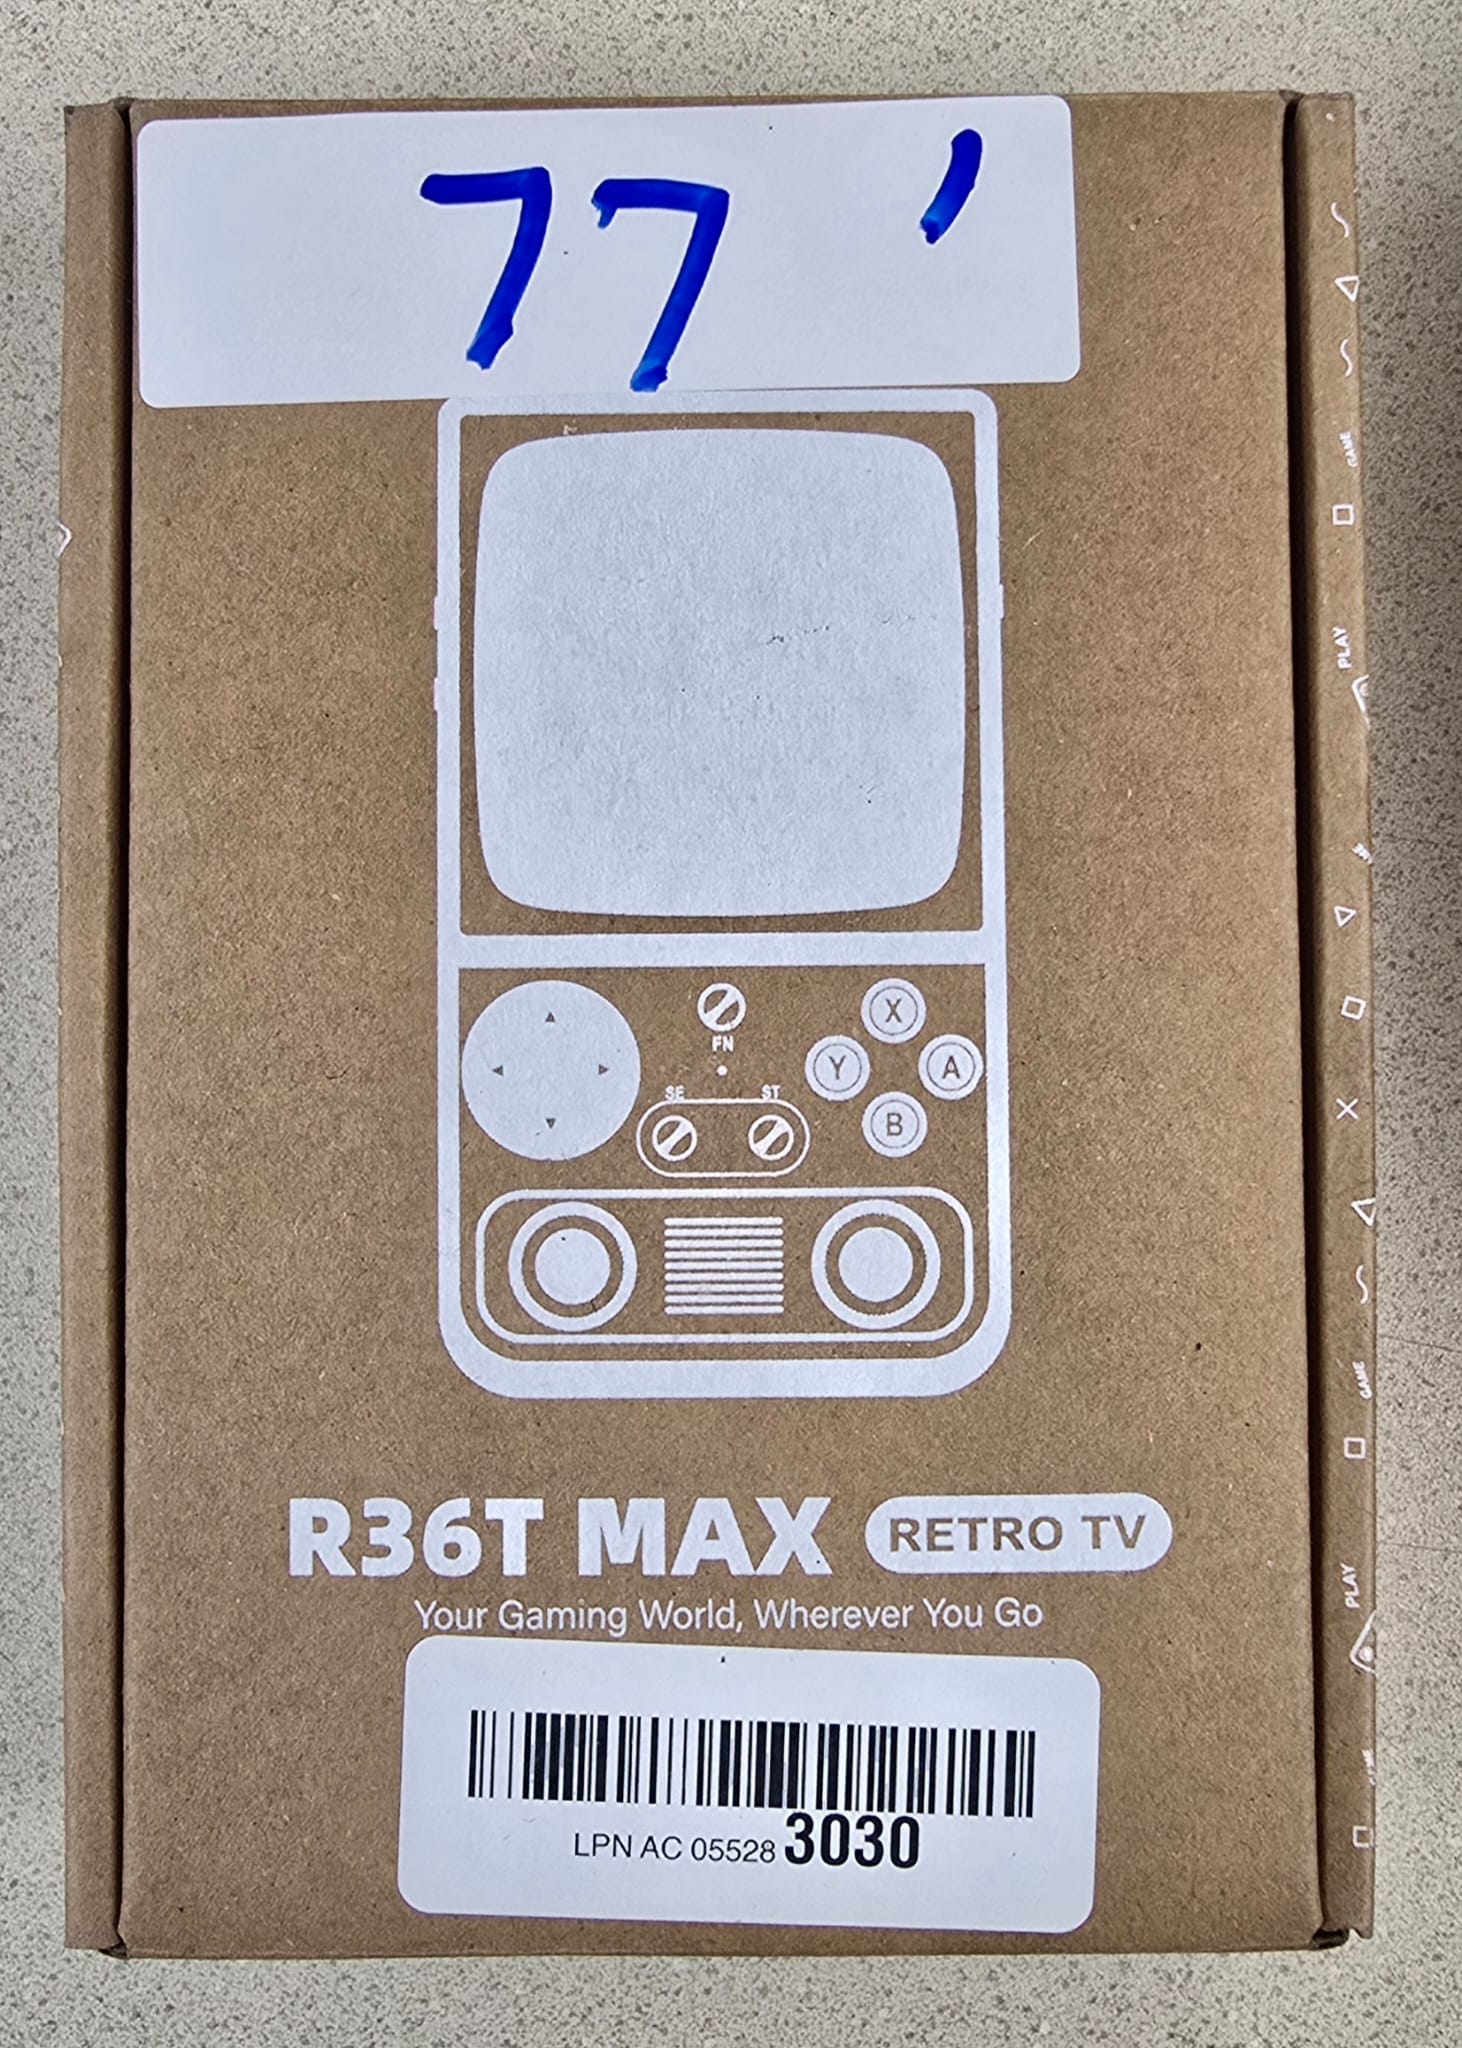 77 '
FN
SE ST
X
Y A
B
R36T MAX RETRO TV
Your Gaming World, Wherever You Go
LPN AC 05528 3030
GAME
PLAY
GAME
PLAY